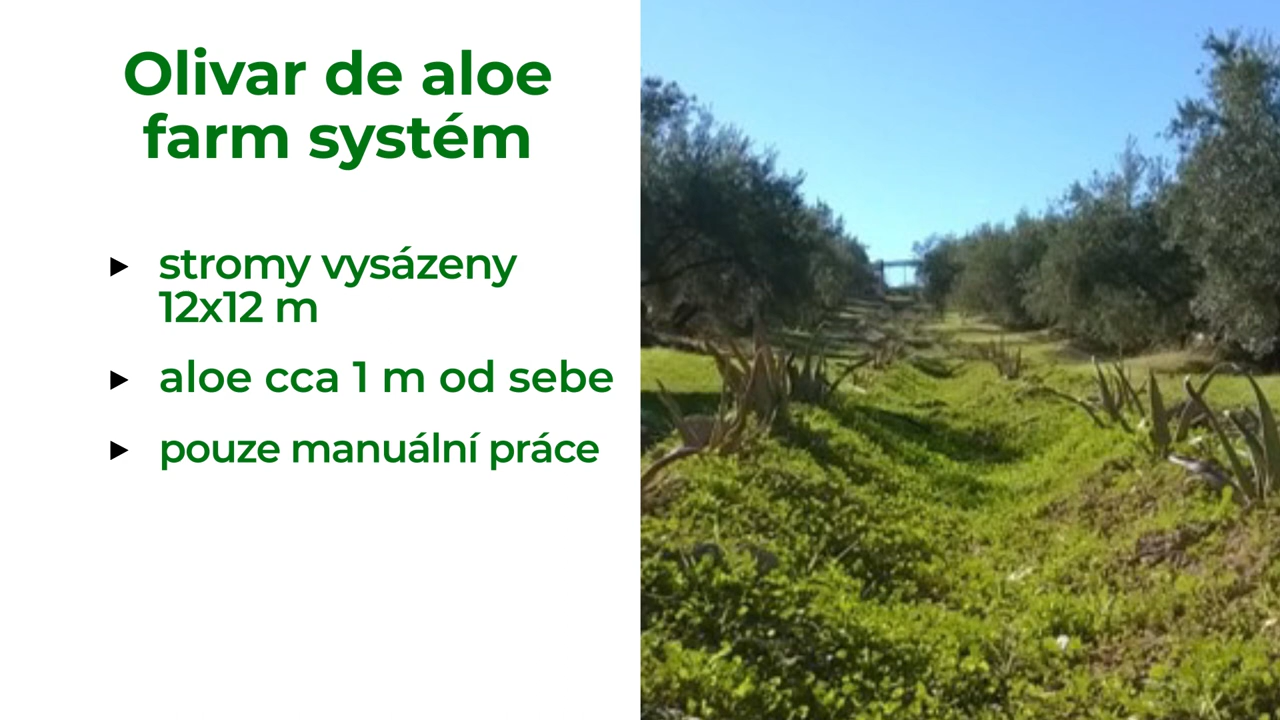 Olivar de aloe
farm systém
stromy vysázeny
12x12 m
aloe cca 1 m od sebe
pouze manuální práce